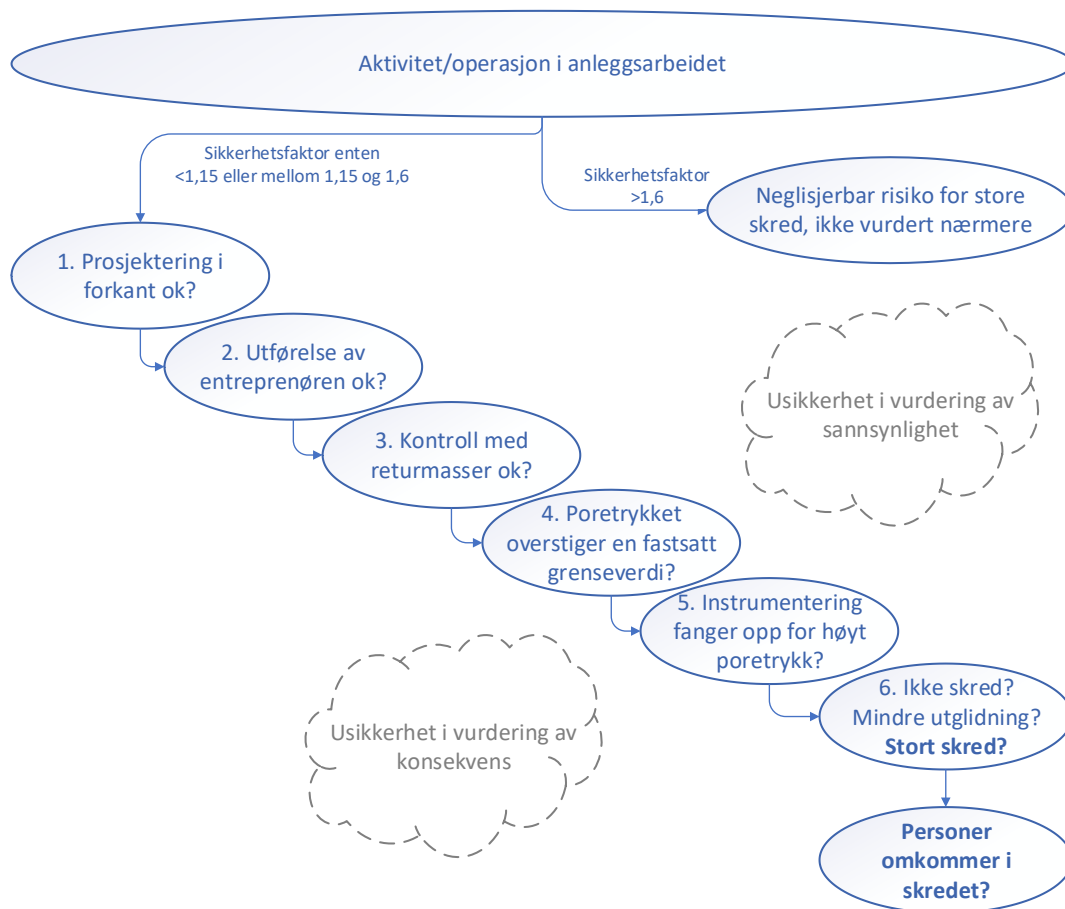 Aktivitet/operasjon i anleggsarbeidet
Sikkerhetsfaktor enten
<1,15 eller mellom 1,15 og 1,6
Sikkerhetsfaktor
>1,6
Neglisjerbar risiko for store
skred, ikke vurdert nærmere
1. Prosjektering i
forkant ok?
2. Utførelse av
entreprenøren ok?
3. Kontroll med
returmasser ok?
Usikkerhet i vurdering av
sannsynlighet
4. Poretrykket
overstiger en fastsatt
grenseverdi?
5. Instrumentering
fanger opp for høyt
poretrykk?
Usikkerhet i vurdering av
konsekvens
6. Ikke skred?
Mindre utglidning?
Stort skred?
Personer
omkommer i
skredet?